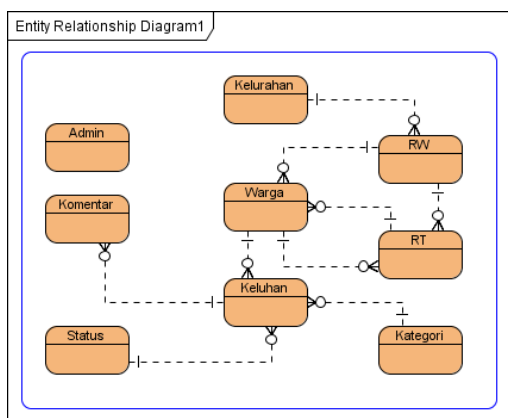 Entity Relationship Diagram1
Kelurahan
Admin
RW
Warga
Komentar
RT
Keluhan
Status
Kategori